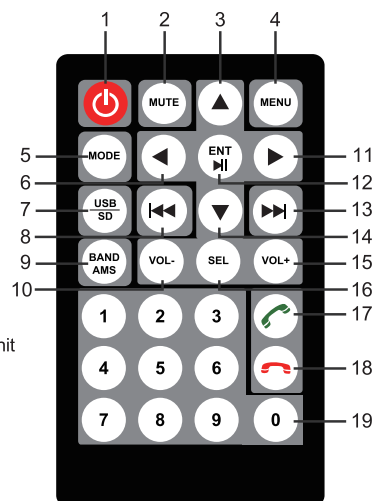 1 2 3 4
MUTE MENU
5 MODE ENT 11
6 12
7 USB
SD 13
8 14
9 BAND
AMS VOL- SEL VOL+ 15
10 16
1 2 3 17
nit
4 5 6 18
7 8 9 0 19